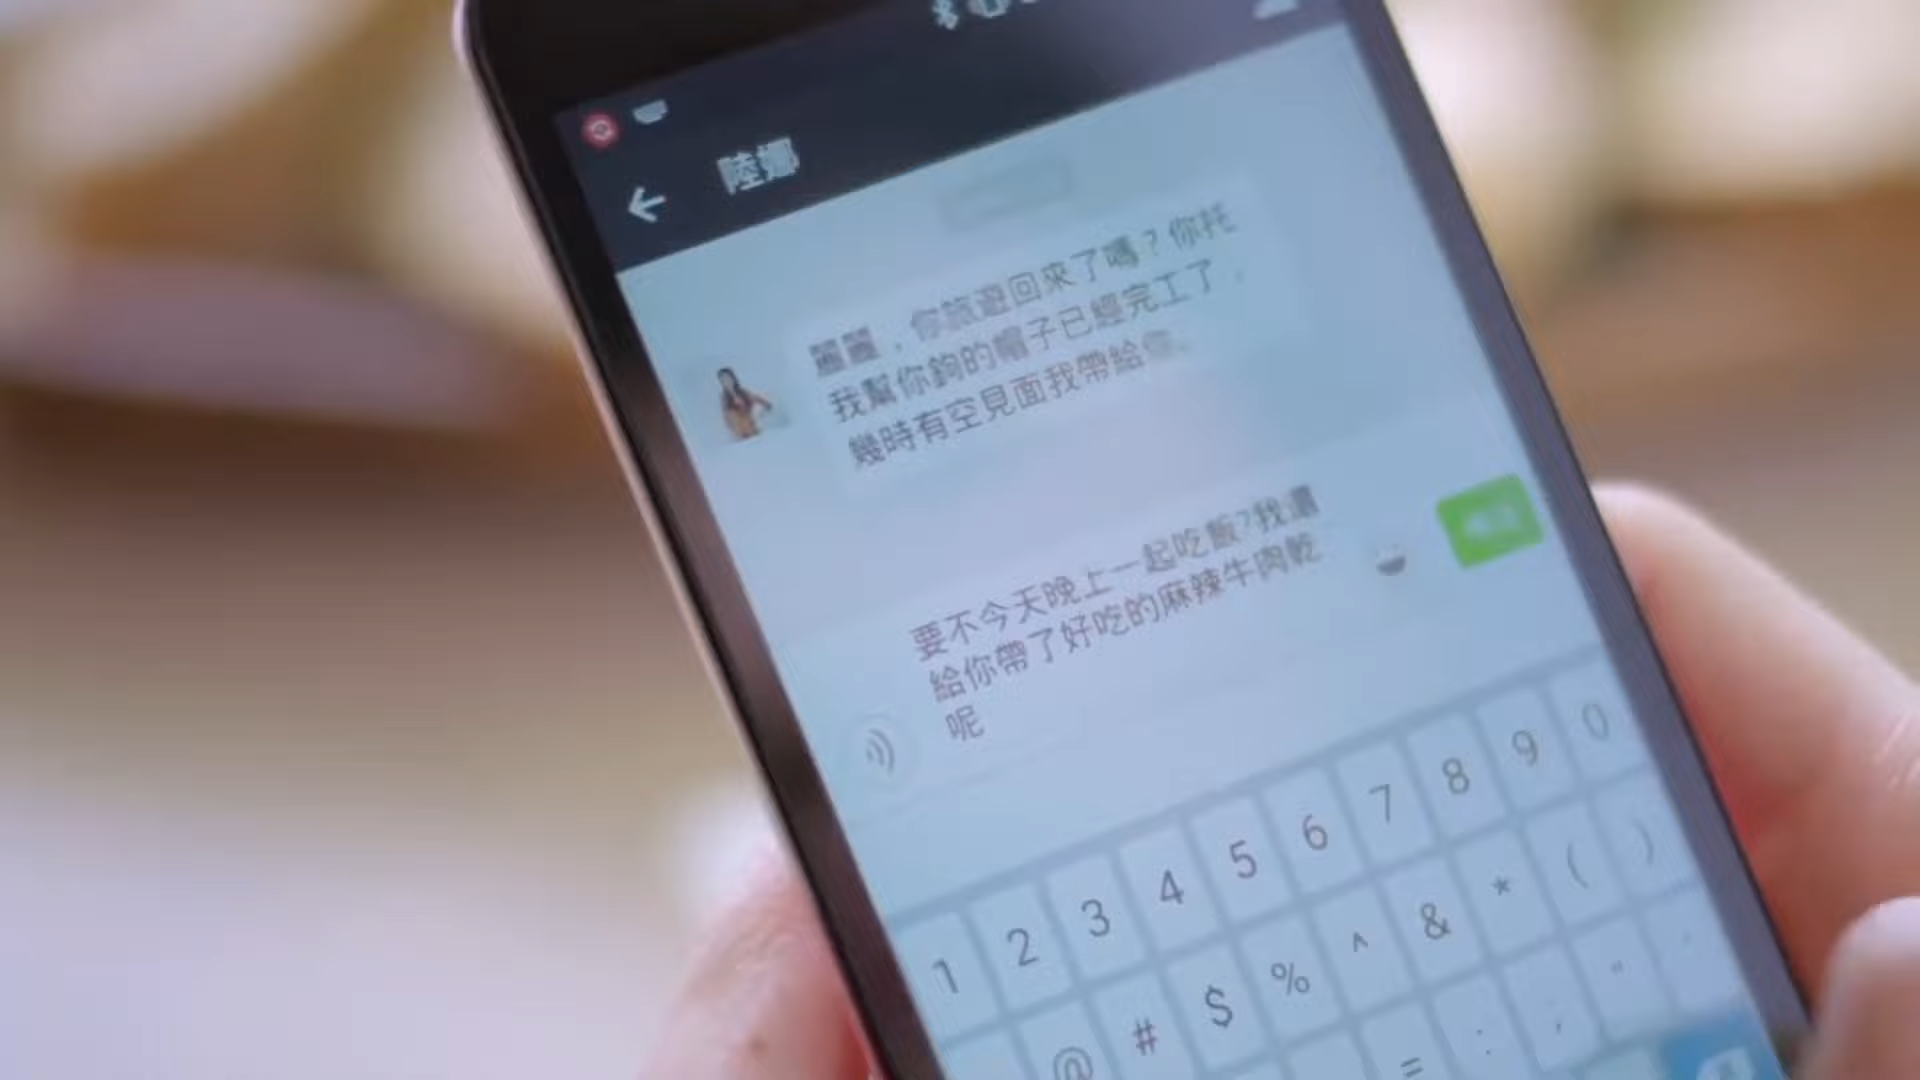 陸娜
麗麗，你旅遊回來了嗎？你托
我幫你鉤的帽子已經完工了，
幾時有空見面我帶給你。
要不今天晚上一起吃飯?我還
給你帶了好吃的麻辣牛肉乾
呢
1 2 3 4 5 6 7 8 9 0
@ # $ % ^ & * ( )
= : ; "